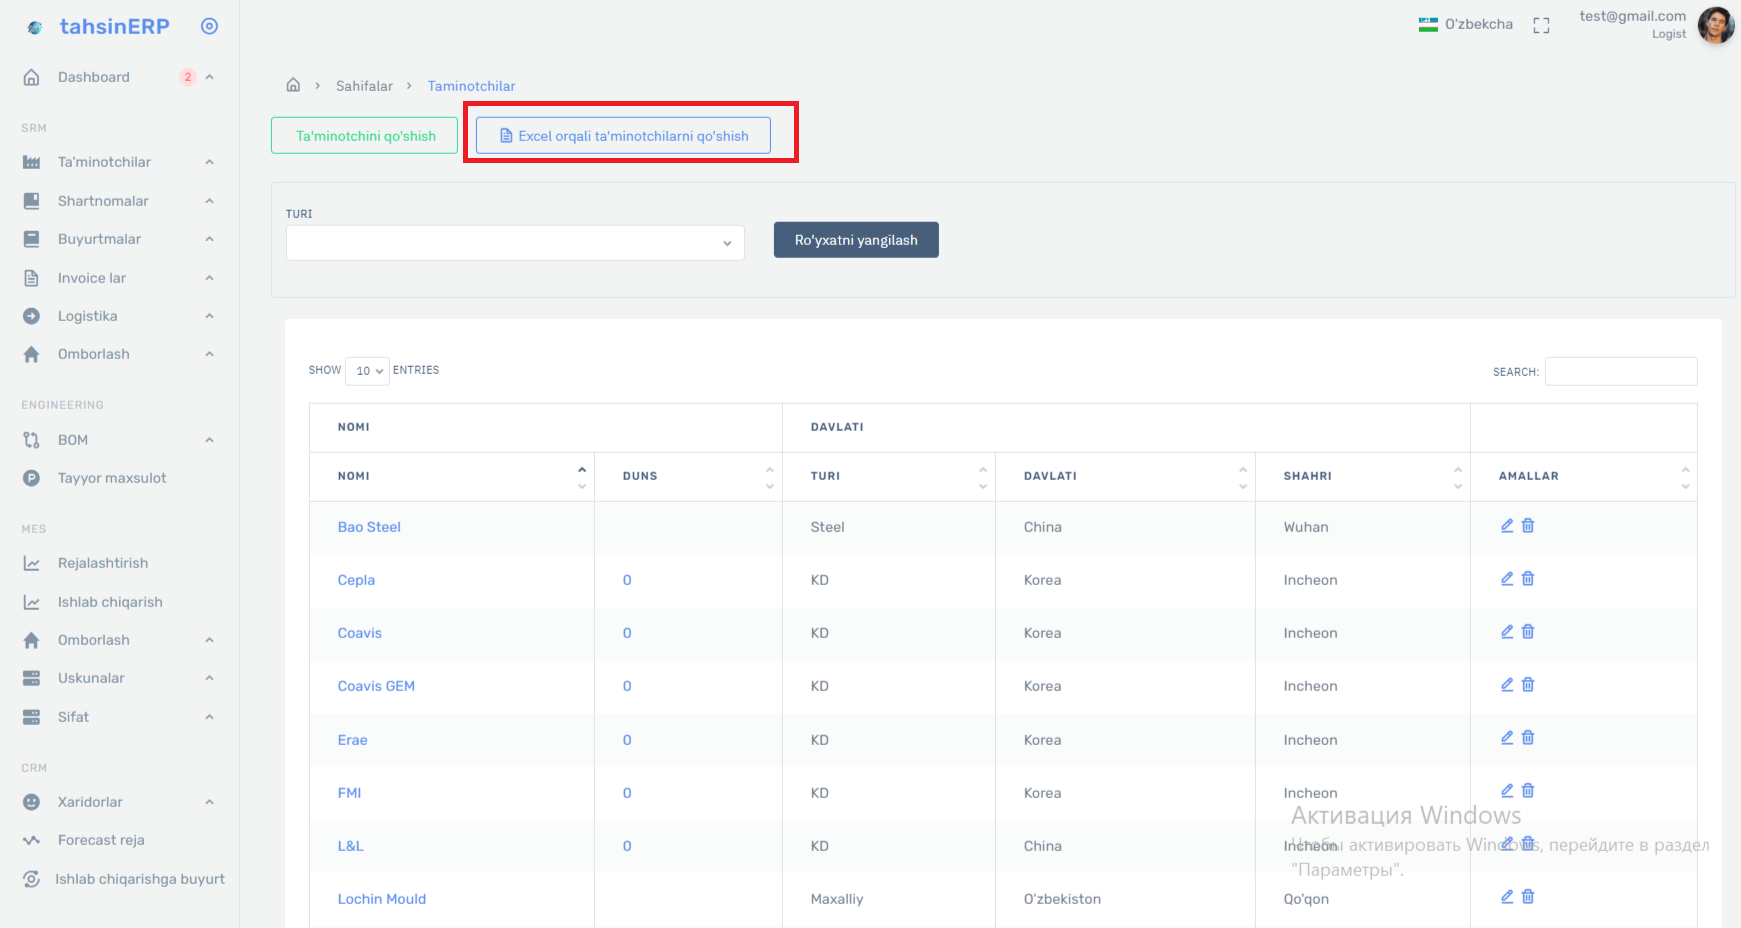 tahsinERP
Dashboard 2
SRM
Ta'minotchilar
Shartnomalar
Buyurtmalar
Invoice lar
Logistika
Omborlash
ENGINEERING
BOM
Tayyor maxsulot
MES
Rejalashtirish
Ishlab chiqarish
Omborlash
Uskunalar
Sifat
CRM
Xaridorlar
Forecast reja
Ishlab chiqarishga buyurt
O'zbekcha
test@gmail.com
Logist
Sahifalar Taminotchilar
Ta'minotchini qo'shish Excel orqali ta'minotchilarni qo'shish
TURI
Ro'yxatni yangilash
SHOW 10 ENTRIES SEARCH:
NOMI DAVLATI
NOMI DUNS TURI DAVLATI SHAHRI AMALLAR
Bao Steel Steel China Wuhan
Cepla 0 KD Korea Incheon
Coavis 0 KD Korea Incheon
Coavis GEM 0 KD Korea Incheon
Erae 0 KD Korea Incheon
FMI 0 KD Korea Incheon
L&L 0 KD China Incheon
Lochin Mould Maxalliy O'zbekiston Qo'qon
Активация Windows
Чтобы активировать Windows, перейдите в раздел
"Параметры".